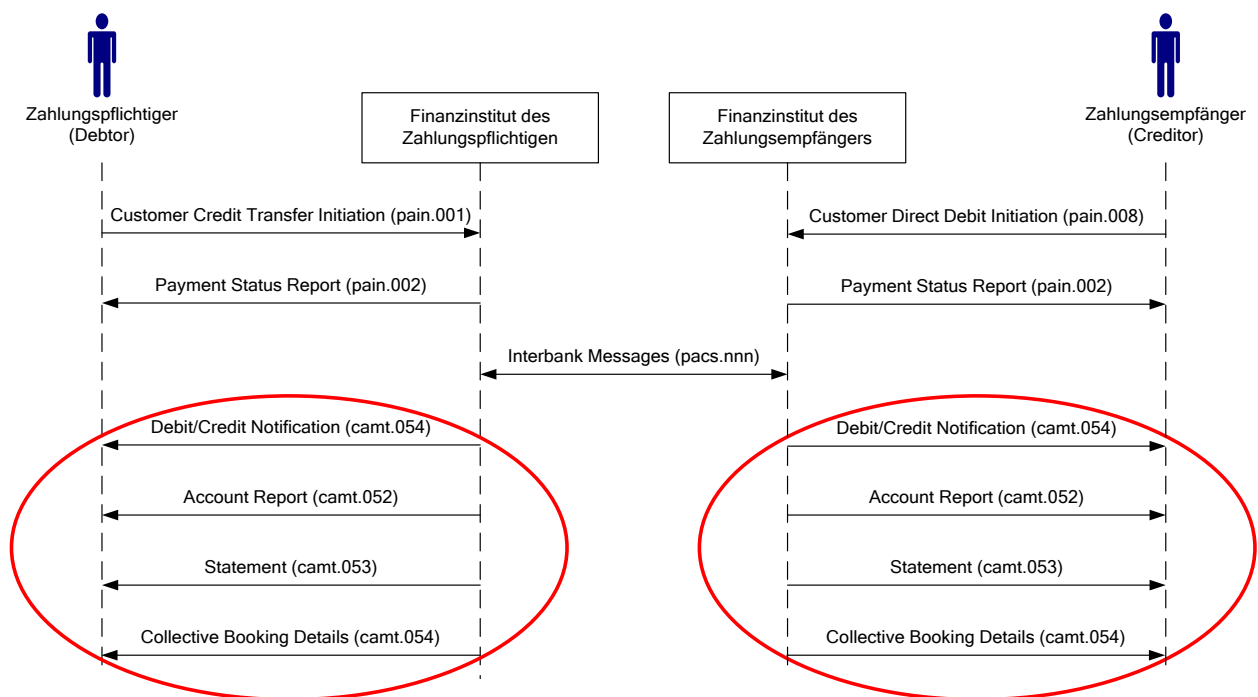 Zahlungspflichtiger
(Debtor)
Finanzinstitut des
Zahlungspflichtigen
Finanzinstitut des
Zahlungsempfängers
Zahlungsempfänger
(Creditor)
Customer Credit Transfer Initiation (pain.001)
Customer Direct Debit Initiation (pain.008)
Payment Status Report (pain.002)
Payment Status Report (pain.002)
Interbank Messages (pacs.nnn)
Debit/Credit Notification (camt.054)
Debit/Credit Notification (camt.054)
Account Report (camt.052)
Account Report (camt.052)
Statement (camt.053)
Statement (camt.053)
Collective Booking Details (camt.054)
Collective Booking Details (camt.054)